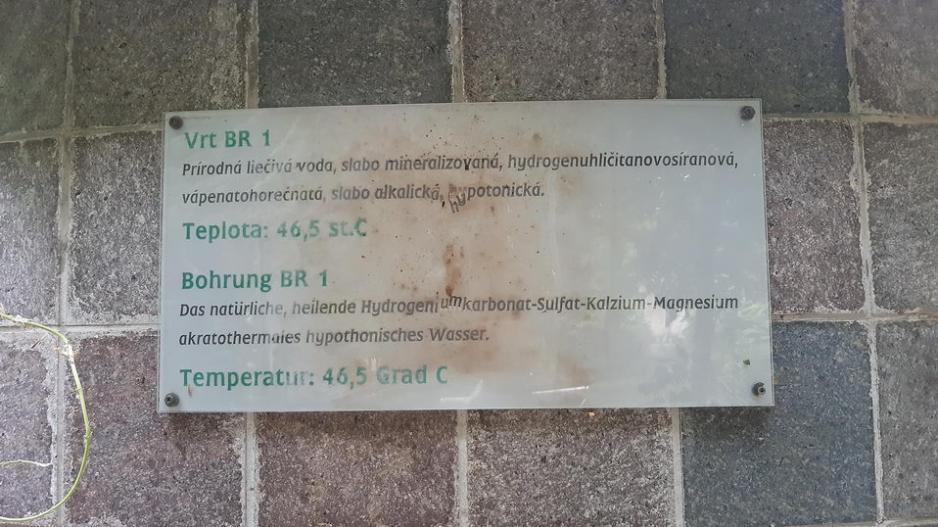 Vrt BR 1
Prírodná liečivá voda, slabo mineralizovaná, hydrogenuhličitanovosíranová,
vápenatohorečnatá, slabo alkalická, hypotonická.
Teplota: 46,5 st.C
Bohrung BR 1
Das natürliche, heilende Hydrogeniumkarbonat-Sulfat-Kalzium-Magnesium
akratothermales hypothonisches Wasser.
Temperatur: 46,5 Grad C